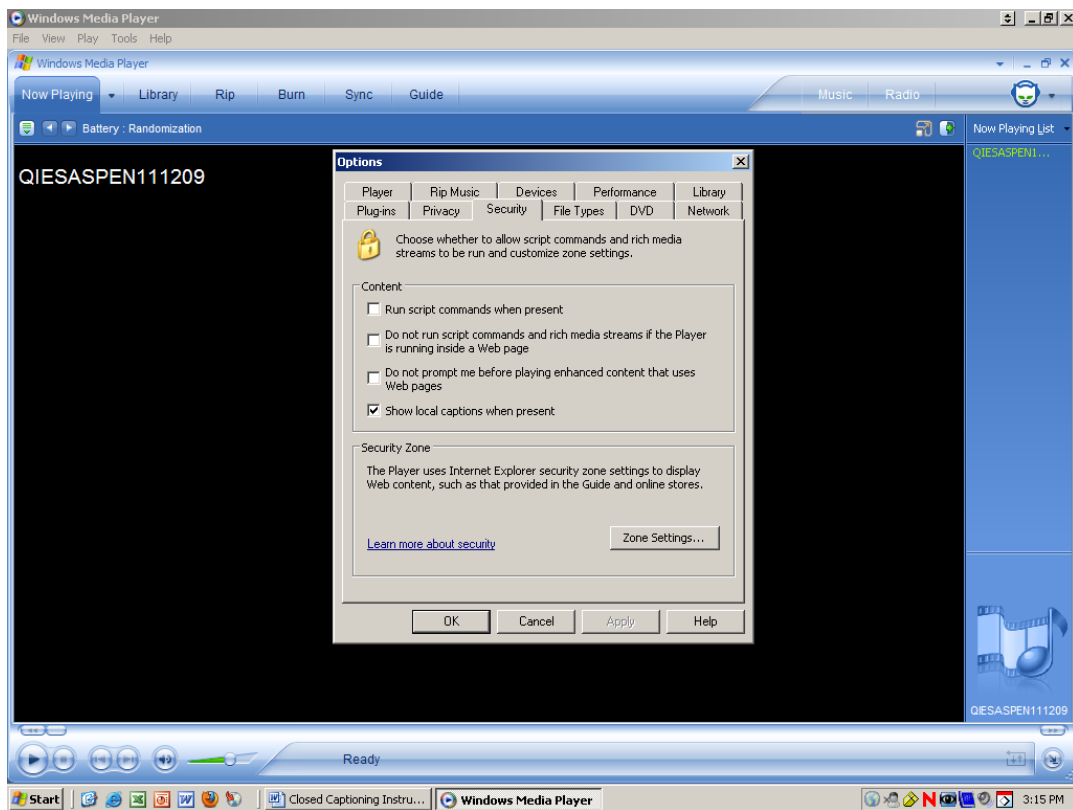 Windows Media Player
File View Play Tools Help
Windows Media Player
Now Playing Library Rip Burn Sync Guide Music Radio
Battery : Randomization Now Playing List
QIESASPEN1...
QIESASPEN111209
Options
Player Rip Music Devices Performance Library
Plug-ins Privacy Security File Types DVD Network
Choose whether to allow script commands and rich media
streams to be run and customize zone settings.
Content
Run script commands when present
Do not run script commands and rich media streams if the Player
is running inside a Web page
Do not prompt me before playing enhanced content that uses
Web pages
Show local captions when present
Security Zone
The Player uses Internet Explorer security zone settings to display
Web content, such as that provided in the Guide and online stores.
Learn more about security
Zone Settings...
OK Cancel Apply Help
QIESASPEN111209
Ready
Start Closed Captioning Instru... Windows Media Player 3:15 PM